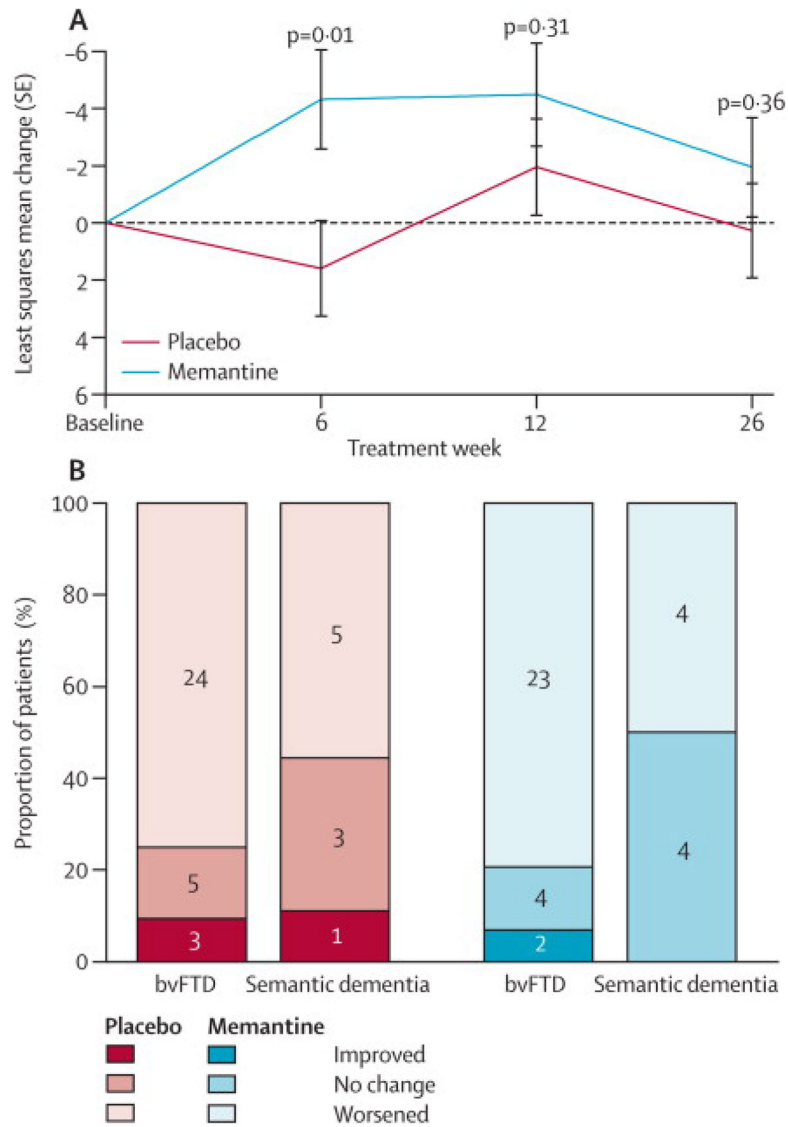 A
p=0·01
p=0·31
p=0·36
Least squares mean change (SE)
–6
–4
–2
0
2
4
6
Placebo
Memantine
Baseline
6
12
26
Treatment week
B
Proportion of patients (%)
100
80
60
40
20
0
24
5
3
5
3
1
23
4
2
4
4
bvFTD
Semantic dementia
bvFTD
Semantic dementia
Placebo
Memantine
Improved
No change
Worsened